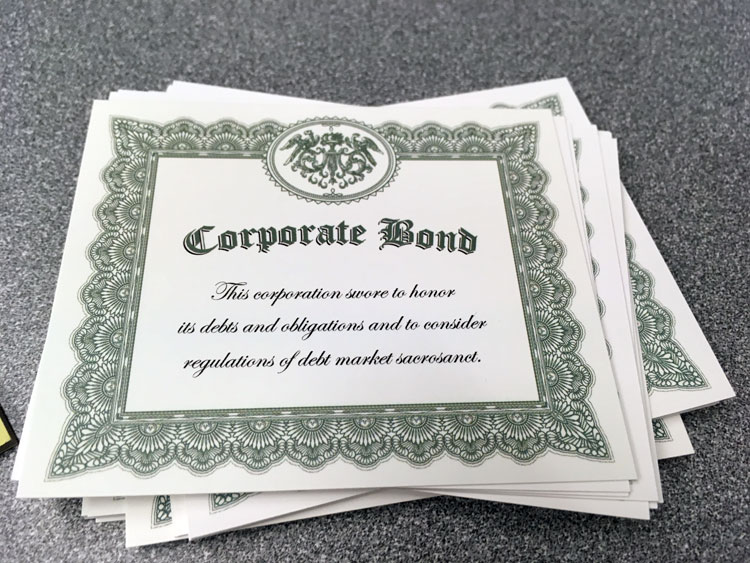 Corporate Bond
This corporation swore to honor
its debts and obligations and to consider
regulations of debt market sacrosanct.